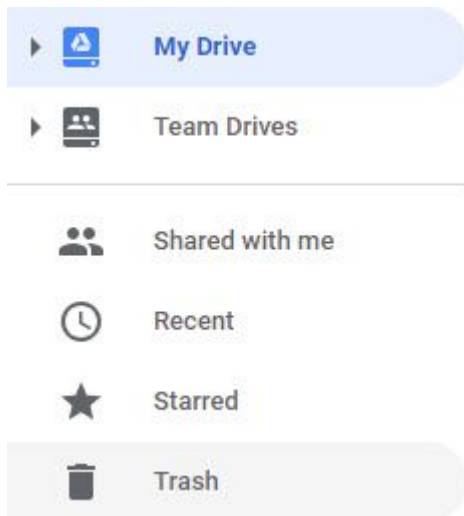 My Drive
Team Drives
Shared with me
Recent
Starred
Trash